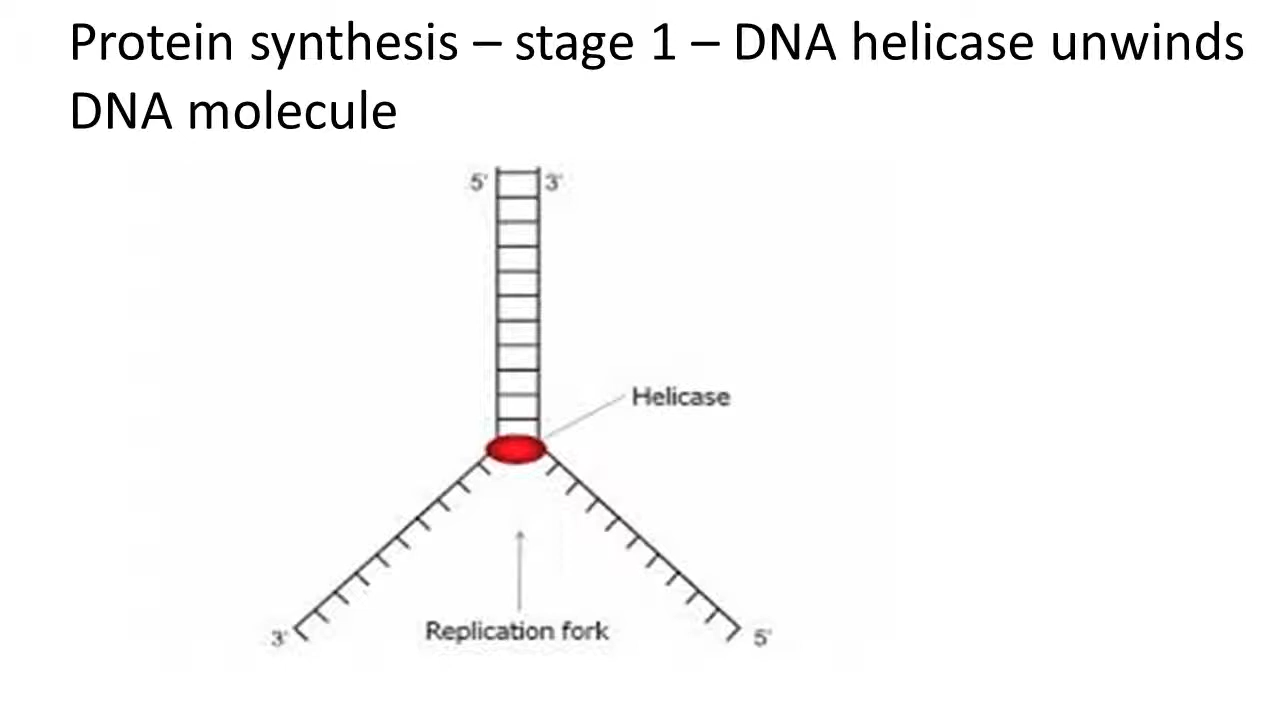 Protein synthesis – stage 1 – DNA helicase unwinds
DNA molecule
5' 3'
Helicase
Replication fork
3' 5'